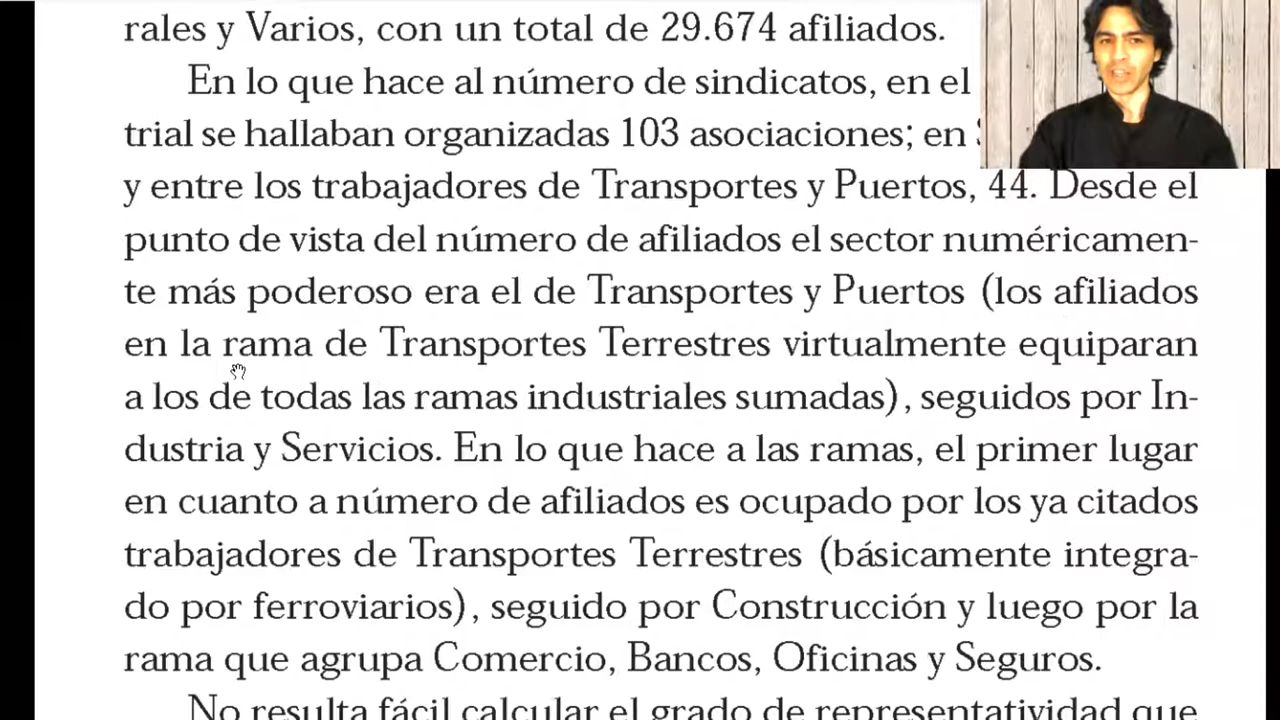 rales y Varios, con un total de 29.674 afiliados.
En lo que hace al número de sindicatos, en el
trial se hallaban organizadas 103 asociaciones; en
y entre los trabajadores de Transportes y Puertos, 44. Desde el
punto de vista del número de afiliados el sector numéricamen-
te más poderoso era el de Transportes y Puertos (los afiliados
en la rama de Transportes Terrestres virtualmente equiparan
a los de todas las ramas industriales sumadas), seguidos por In-
dustria y Servicios. En lo que hace a las ramas, el primer lugar
en cuanto a número de afiliados es ocupado por los ya citados
trabajadores de Transportes Terrestres (básicamente integra-
do por ferroviarios), seguido por Construcción y luego por la
rama que agrupa Comercio, Bancos, Oficinas y Seguros.
No resulta fácil calcular el grado de representatividad que